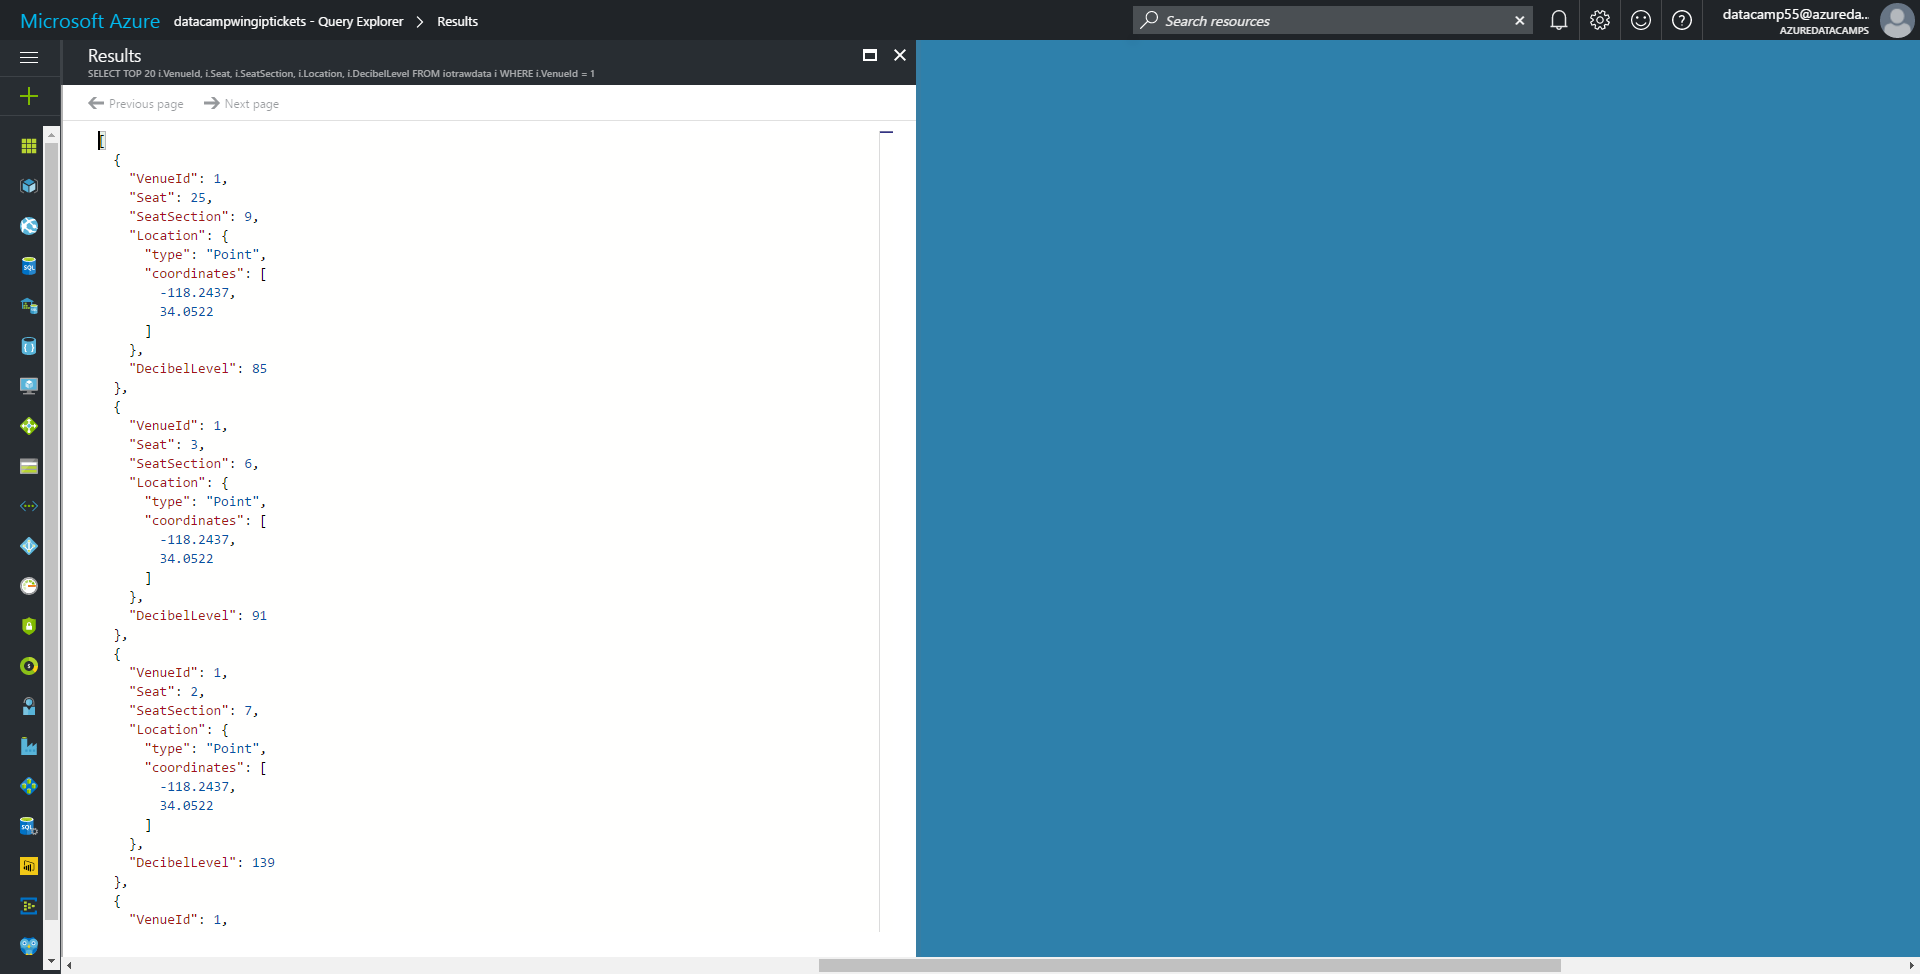 Microsoft Azure datacampwingiptickets - Query Explorer > Results
Search resources
datacamp55@azureda...
AZUREDATACAMPS
Results
SELECT TOP 20 i.VenueId, i.Seat, i.SeatSection, i.Location, i.DecibelLevel FROM iotrawdata i WHERE i.VenueId = 1
Previous page Next page
[
{
"VenueId": 1,
"Seat": 25,
"SeatSection": 9,
"Location": {
"type": "Point",
"coordinates": [
-118.2437,
34.0522
]
},
"DecibelLevel": 85
},
{
"VenueId": 1,
"Seat": 3,
"SeatSection": 6,
"Location": {
"type": "Point",
"coordinates": [
-118.2437,
34.0522
]
},
"DecibelLevel": 91
},
{
"VenueId": 1,
"Seat": 2,
"SeatSection": 7,
"Location": {
"type": "Point",
"coordinates": [
-118.2437,
34.0522
]
},
"DecibelLevel": 139
},
{
"VenueId": 1,